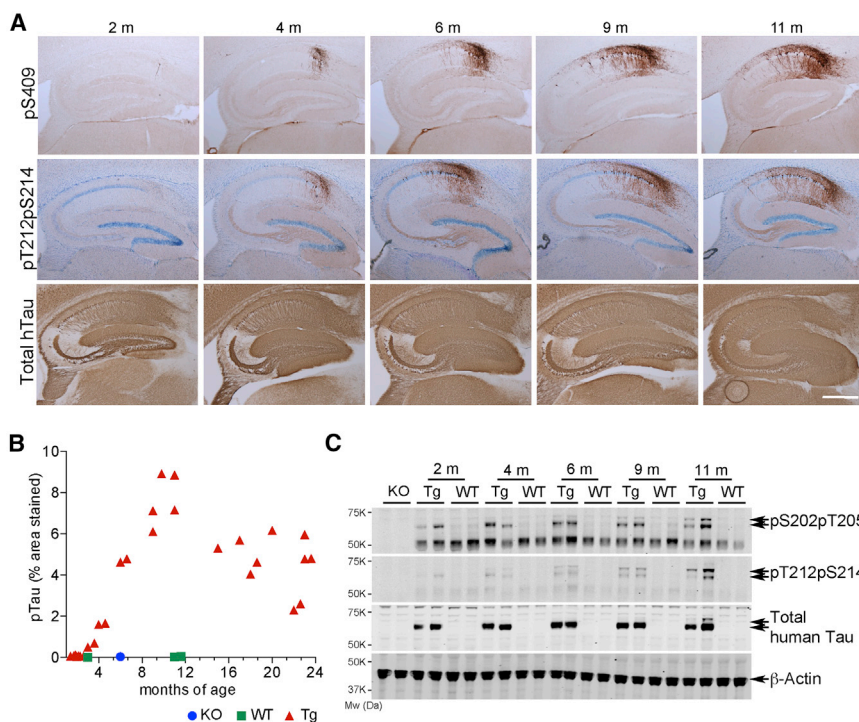 A
2 m 4 m 6 m 9 m 11 m
pS409
pT212pS214
Total hTau
B
pTau (% area stained)
10
8
6
4
2
0
0 4 8 12 16 20 24
months of age
KO WT Tg
C
2 m 4 m 6 m 9 m 11 m
KO Tg WT Tg WT Tg WT Tg WT Tg WT
75K
50K
pS202pT205
pT212pS214
50K
75K
50K
Total
human Tau
50K
37K
β-Actin
Mw (Da)